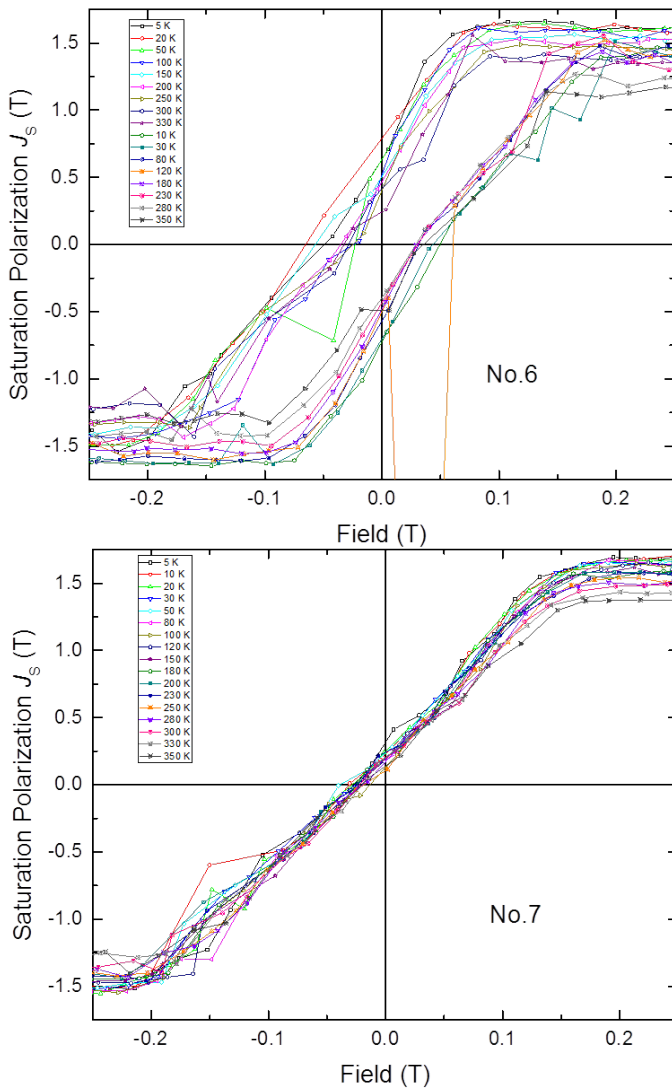 1.5
1.0
0.5
0.0
-0.5
-1.0
-1.5
Saturation Polarization J_S (T)
5 K
20 K
50 K
100 K
150 K
200 K
250 K
300 K
330 K
10 K
30 K
80 K
120 K
180 K
230 K
280 K
350 K
No.6
-0.2 -0.1 0.0 0.1 0.2
Field (T)
1.5
1.0
0.5
0.0
-0.5
-1.0
-1.5
Saturation Polarization J_S (T)
5 K
10 K
20 K
30 K
50 K
80 K
100 K
120 K
150 K
180 K
200 K
230 K
250 K
280 K
300 K
330 K
350 K
No.7
-0.2 -0.1 0.0 0.1 0.2
Field (T)